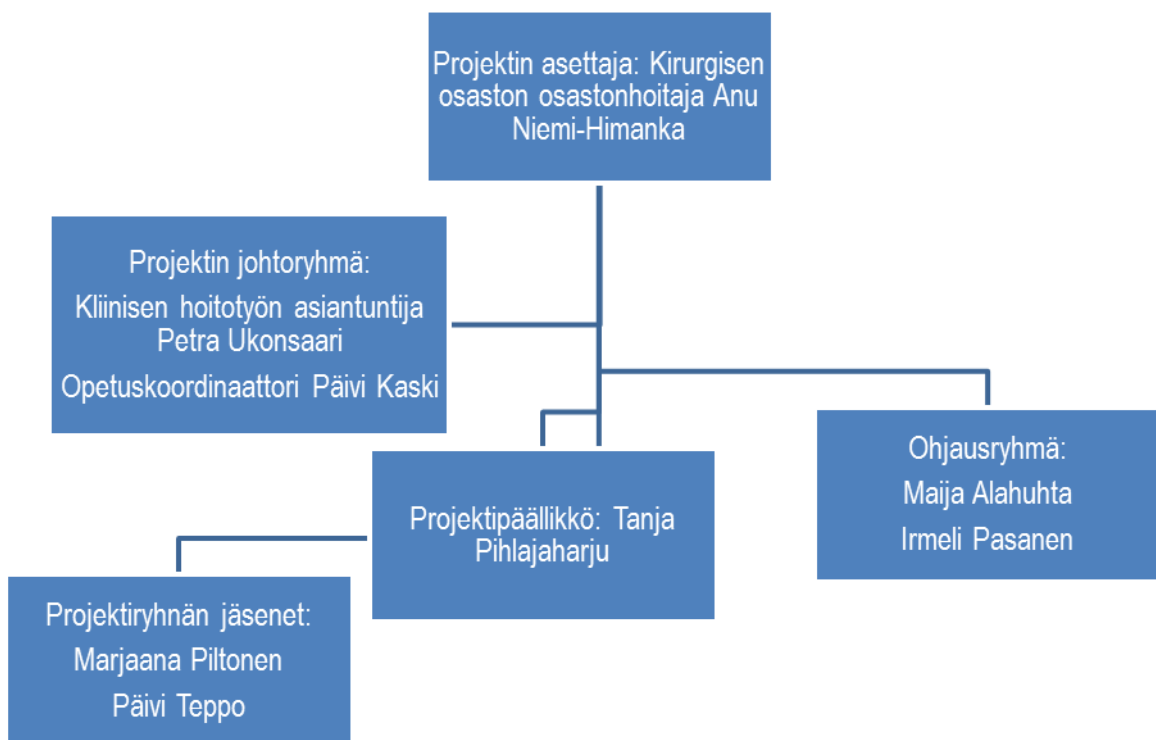 Projektin asettaja: Kirurgisen
osaston osastonhoitaja Anu
Niemi-Himanka
Projektin johtoryhmä:
Kliinisen hoitotyön asiantuntija
Petra Ukonsaari
Opetuskoordinaattori Päivi Kaski
Ohjausryhmä:
Maija Alahuhta
Irmeli Pasanen
Projektipäällikkö: Tanja
Pihlajaharju
Projektiryhnän jäsenet:
Marjaana Piltonen
Päivi Teppo